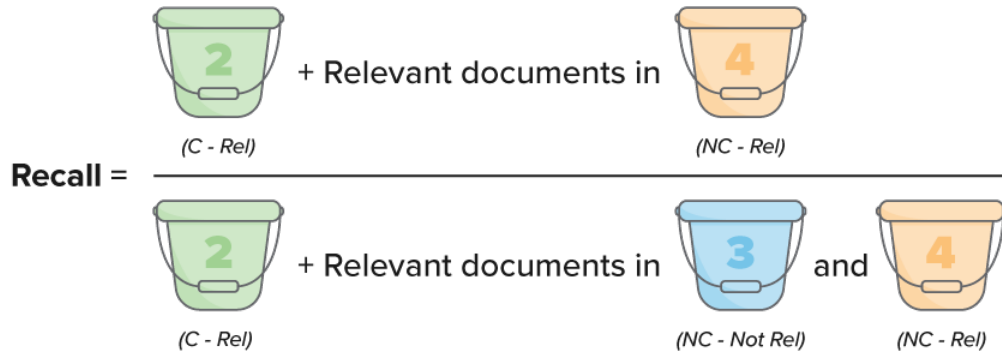 2 + Relevant documents in 4
(C - Rel) (NC - Rel)
Recall =
2 + Relevant documents in 3 and 4
(C - Rel) (NC - Not Rel) (NC - Rel)